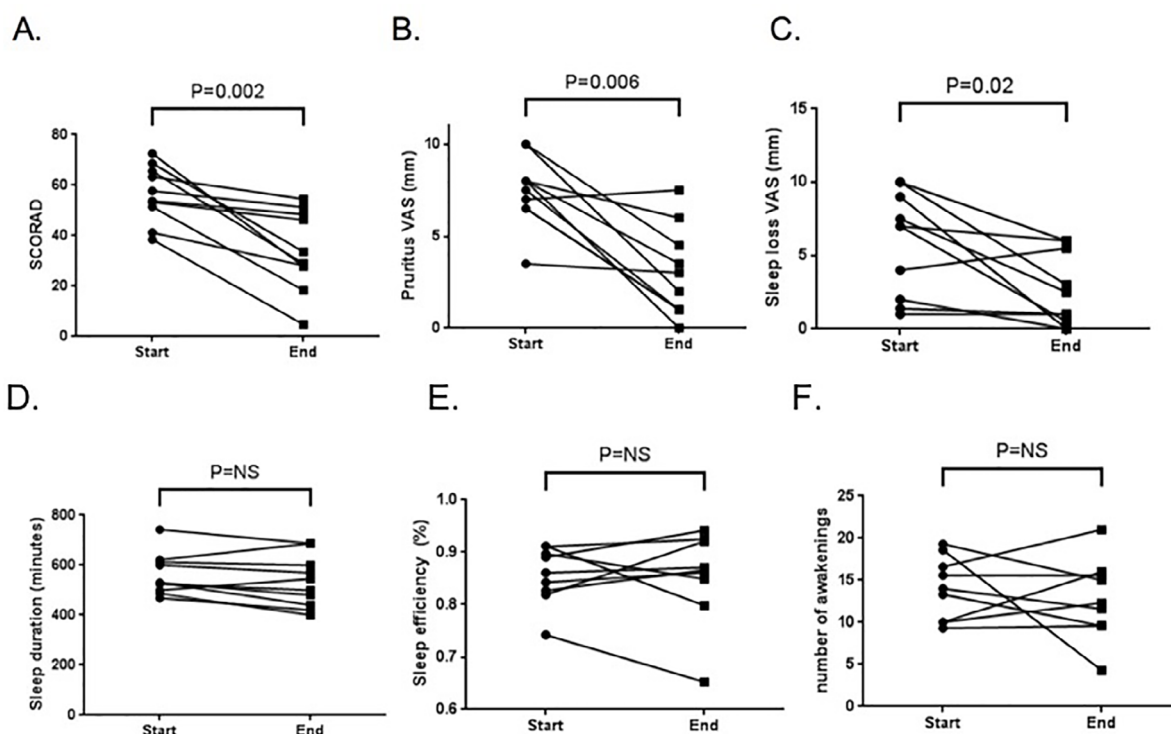 A.
B.
C.
P=0.002
P=0.006
P=0.02
SCORAD
80
60
40
20
0
Start
End
Pruritus VAS (mm)
10
5
0
Start
End
Sleep loss VAS (mm)
15
10
5
0
Start
End
D.
E.
F.
P=NS
P=NS
P=NS
Sleep duration (minutes)
800
600
400
200
0
Start
End
Sleep efficiency (%)
1.0
0.9
0.8
0.7
0.6
Start
End
number of awakenings
25
20
15
10
5
0
Start
End